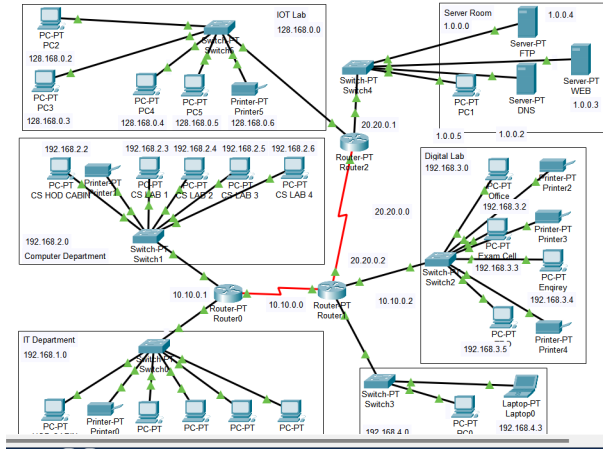 IOT Lab
128.168.0.0
PC-PT
PC2
128.168.0.2
Switch-PT
Switch5
PC-PT
PC3
128.168.0.3
PC-PT
PC4
128.168.0.4
PC-PT
PC5
128.168.0.5
Printer-PT
Printer5
128.168.0.6
Server Room
1.0.0.0
1.0.0.4
Server-PT
FTP
Switch-PT
Switch4
PC-PT
PC1
Server-PT
DNS
Server-PT
WEB
1.0.0.3
1.0.0.5
1.0.0.2
20.20.0.1
Router-PT
Router2
192.168.2.2
192.168.2.3
192.168.2.4
192.168.2.5
192.168.2.6
PC-PT
CS HOD CABIN
Printer-PT
PC-PT
CS LAB 1
PC-PT
CS LAB 2
PC-PT
CS LAB 3
PC-PT
CS LAB 4
192.168.2.0
Computer Department
Switch-PT
Switch1
Digital Lab
192.168.3.0
PC-PT
Office
192.168.3.2
Printer-PT
Printer2
Printer-PT
Printer3
PC-PT
Exam Cell
192.168.3.3
PC-PT
Enqirey
192.168.3.4
Switch-PT
Switch2
PC-PT
192.168.3.5
Printer-PT
Printer4
20.20.0.0
20.20.0.2
10.10.0.1
Router-PT
Router0
10.10.0.0
Router-PT
10.10.0.2
IT Department
192.168.1.0
Switch-PT
PC-PT
Printer-PT
Printer0
PC-PT
PC-PT
PC-PT
PC-PT
Switch-PT
Switch3
192.168.4.0
PC-PT
PC0
Laptop-PT
Laptop0
192.168.4.3